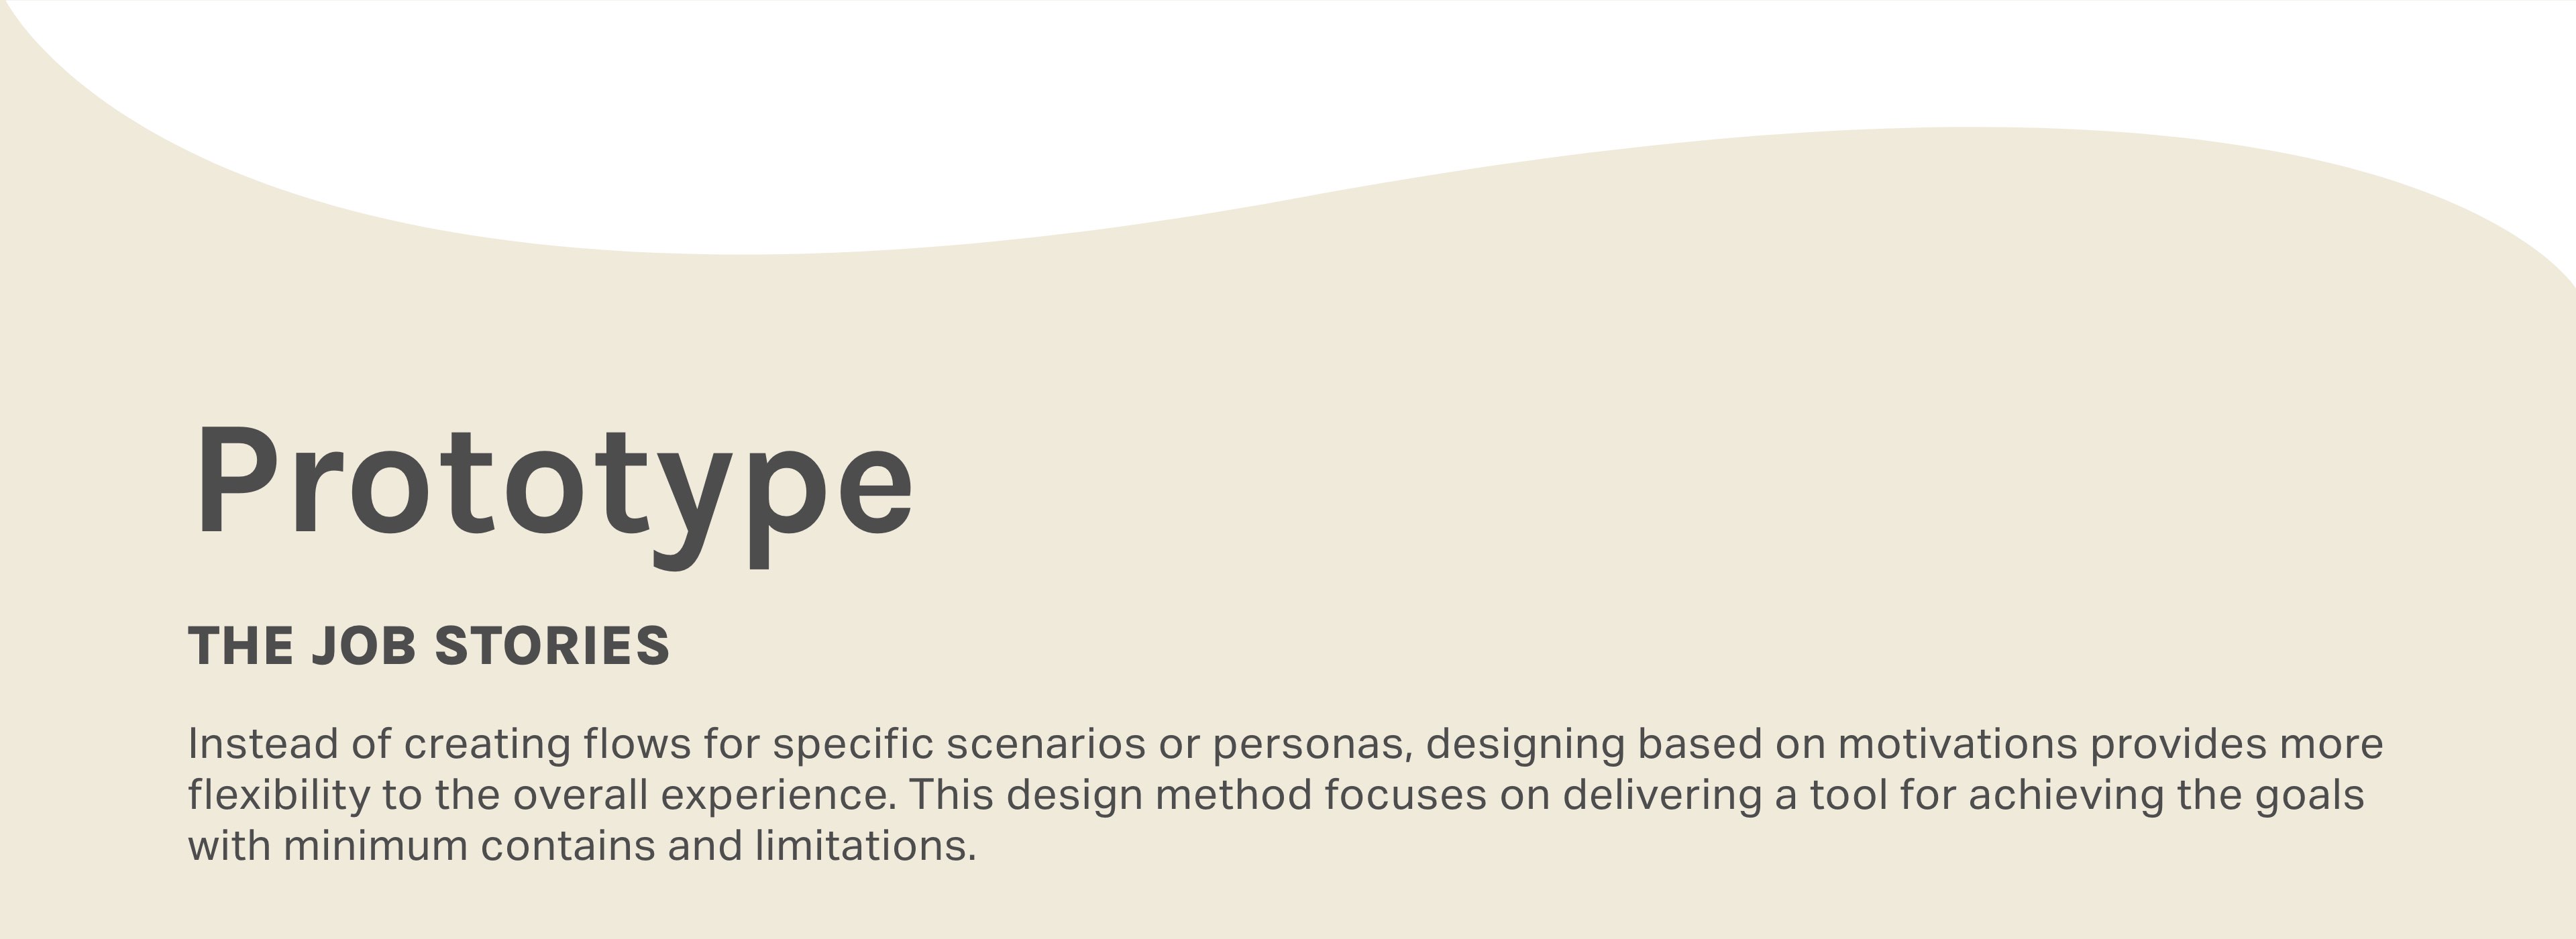 Prototype
THE JOB STORIES
Instead of creating flows for specific scenarios or personas, designing based on motivations provides more
flexibility to the overall experience. This design method focuses on delivering a tool for achieving the goals
with minimum contains and limitations.